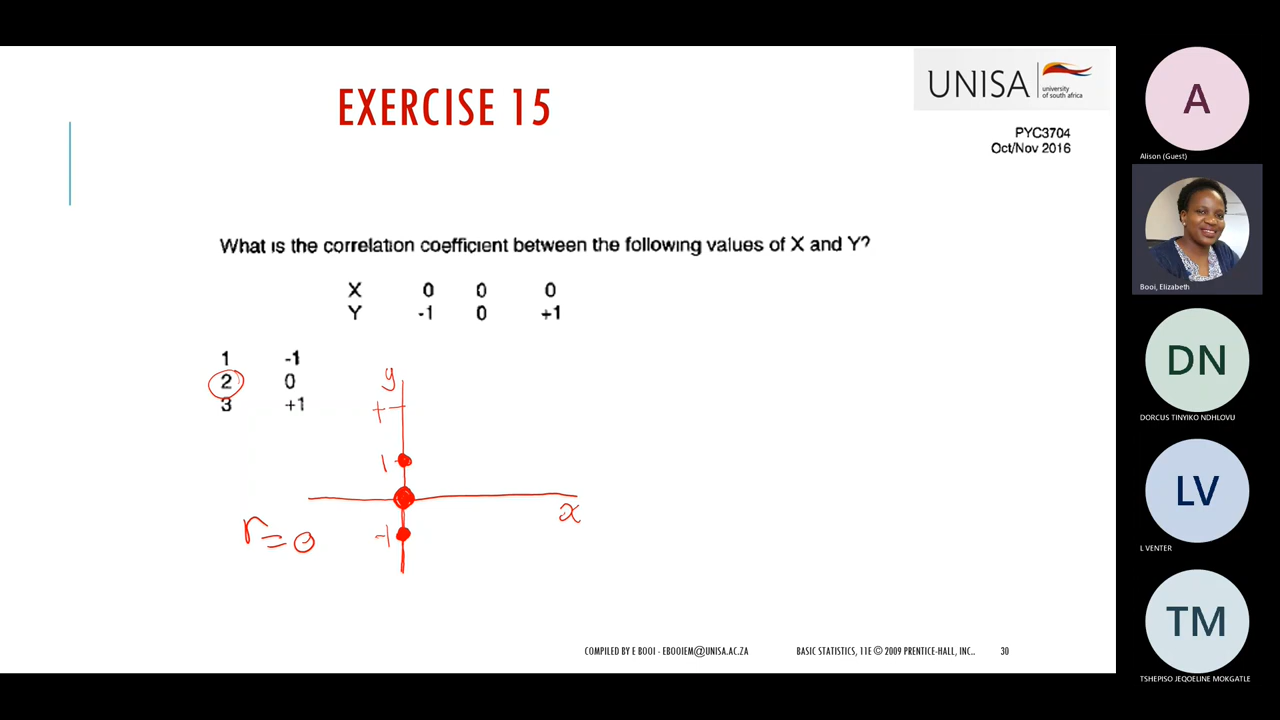 EXERCISE 15
UNISA
university
of south africa
PYC3704
Oct/Nov 2016
What is the correlation coefficient between the following values of X and Y?
X 0 0 0
Y -1 0 +1
1 -1
2 0
3 +1
y
+
1
x
-1
r=0
COMPILED BY E BOOI - EBOOIEM@UNISA.AC.ZA BASIC STATISTICS, 11E © 2009 PRENTICE-HALL, INC.. 30
A
Alison (Guest)
Booi, Elizabeth
DN
DORCUS TINYIKO NDHLOVU
LV
L VENTER
TM
TSHEPISO JEQOELINE MOKGATLE